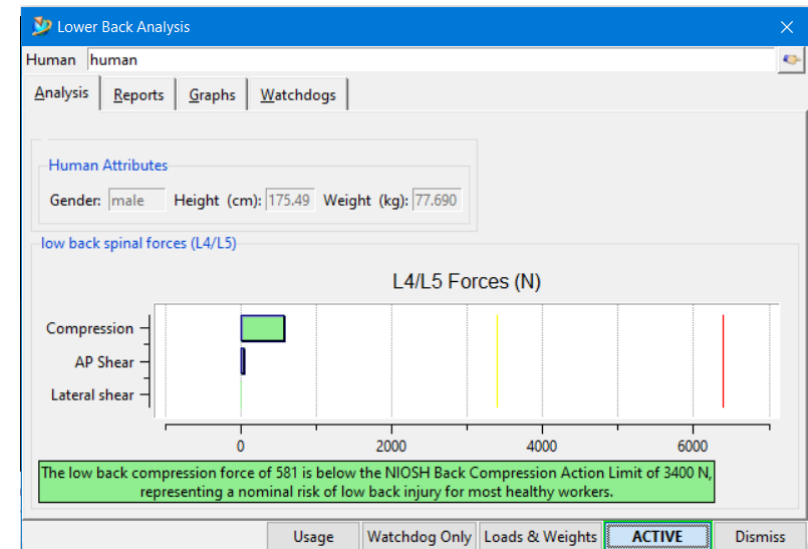 Lower Back Analysis
Human human
Analysis Reports Graphs Watchdogs
Human Attributes
Gender: male Height (cm): 175.49 Weight (kg): 77.690
low back spinal forces (L4/L5)
L4/L5 Forces (N)
Compression
AP Shear
Lateral shear
0 2000 4000 6000
The low back compression force of 581 is below the NIOSH Back Compression Action Limit of 3400 N,
representing a nominal risk of low back injury for most healthy workers.
Usage Watchdog Only Loads & Weights ACTIVE Dismiss